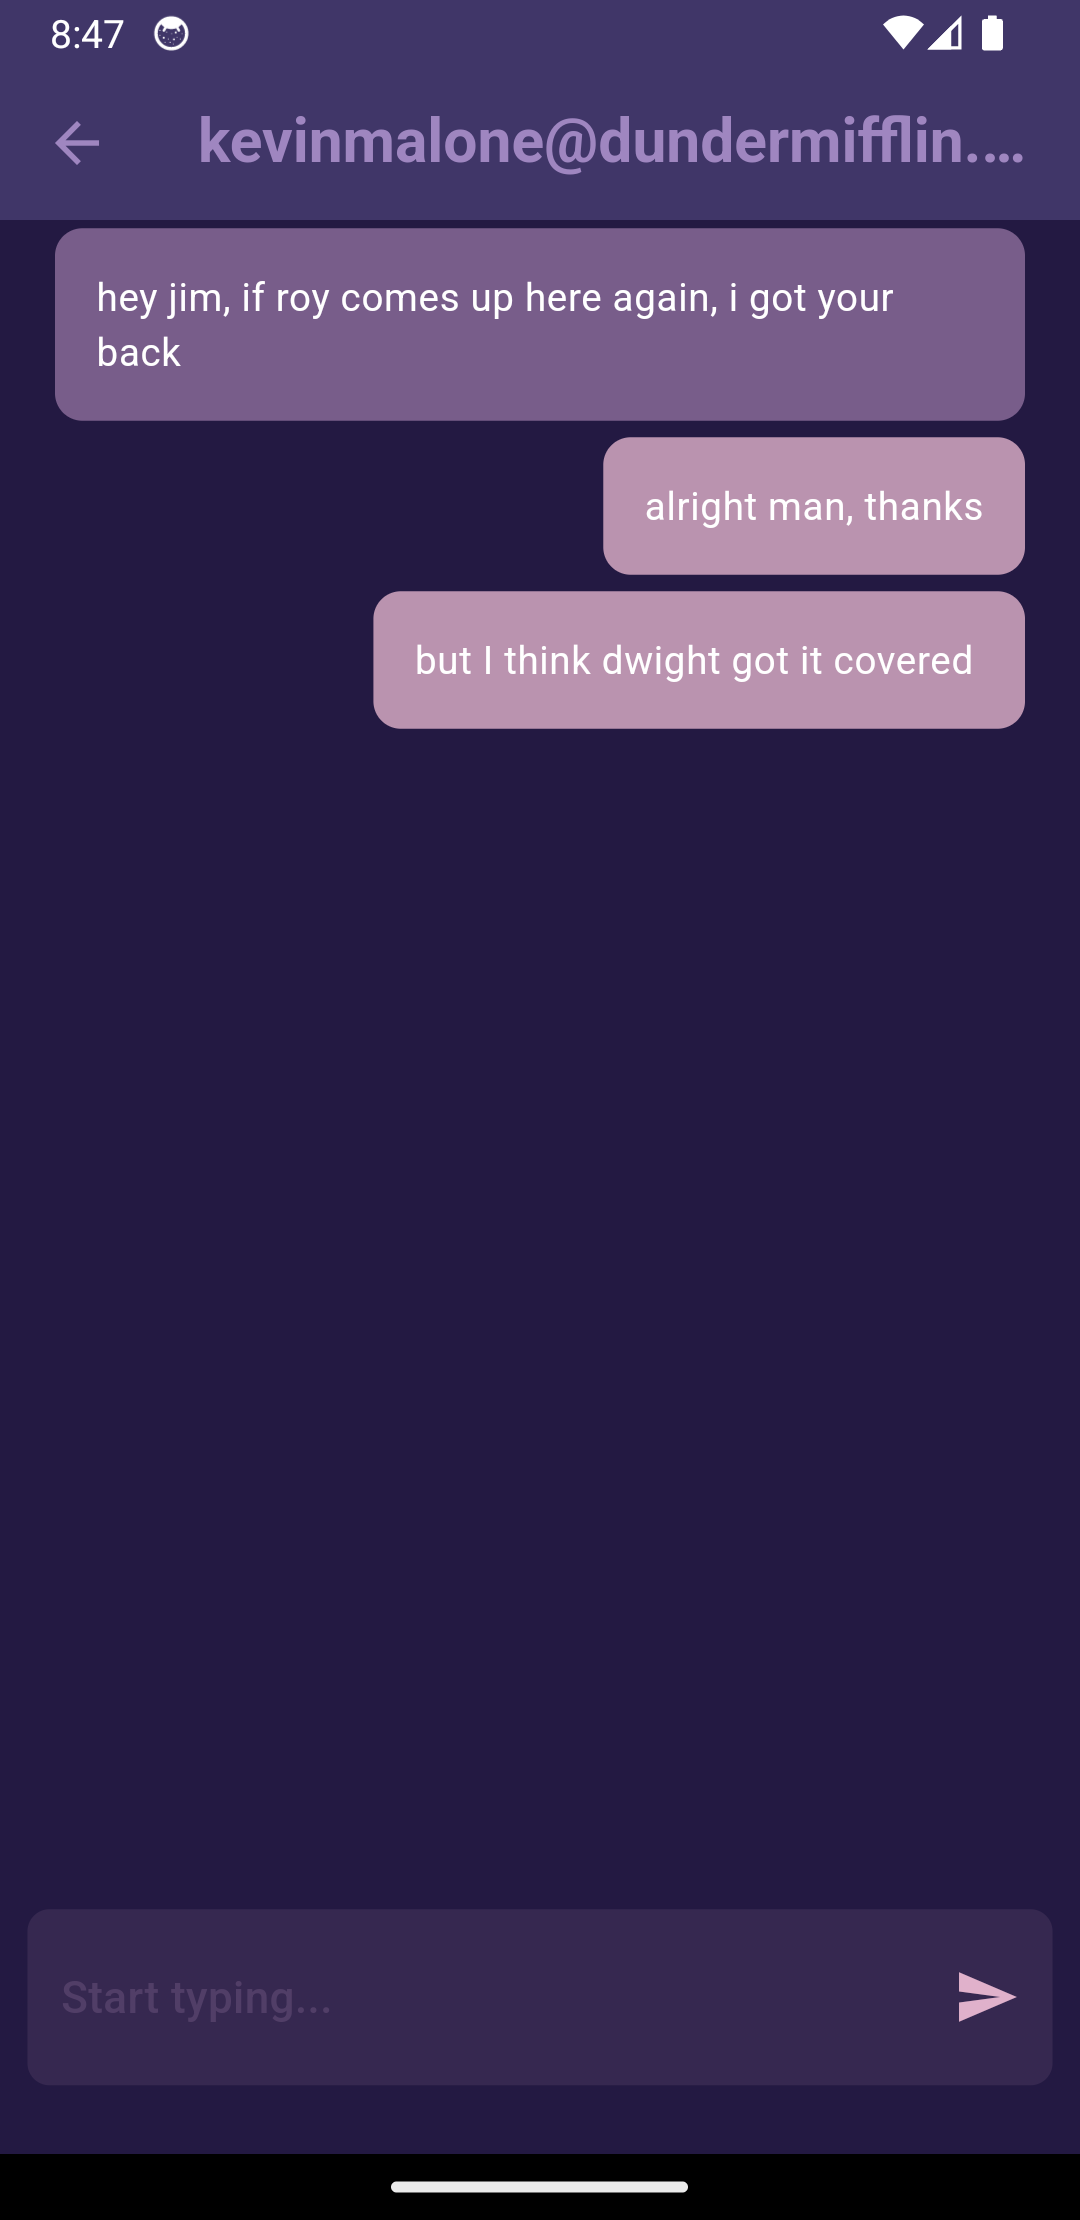 8:47
kevinmalone@dundermifflin.…
hey jim, if roy comes up here again, i got your
back
alright man, thanks
but I think dwight got it covered
Start typing...